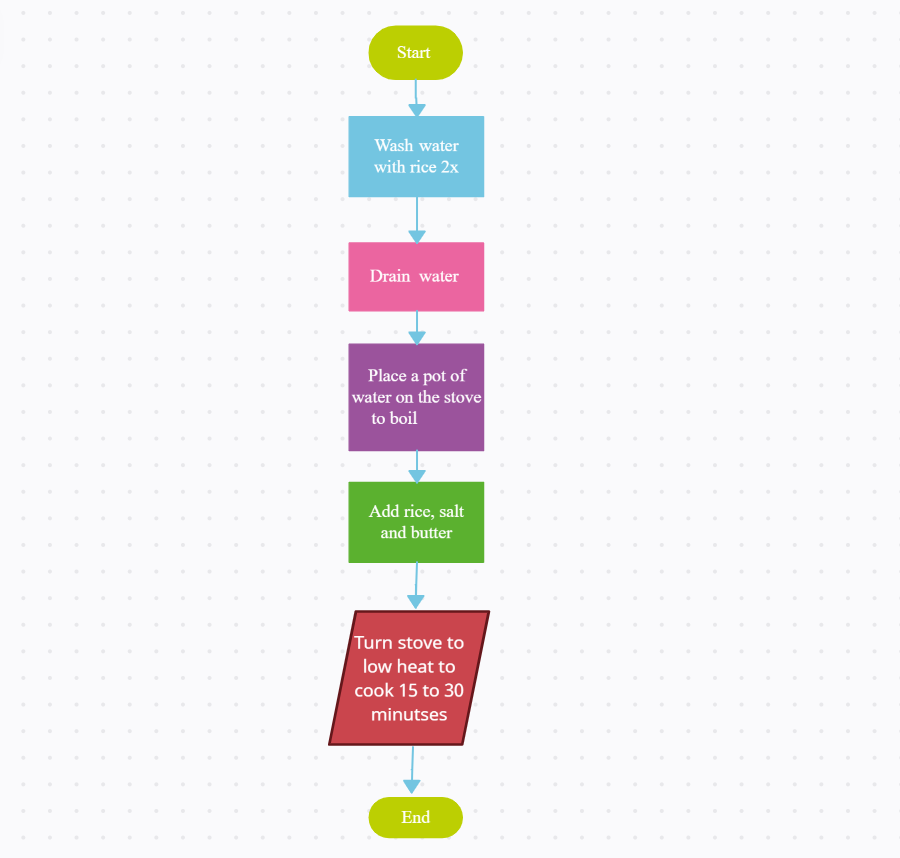 Start
Wash water
with rice 2x
Drain  water
Place a pot of
water on the stove
to boil
Add rice, salt
and butter
Turn stove to
low heat to
cook 15 to 30
minutses
End